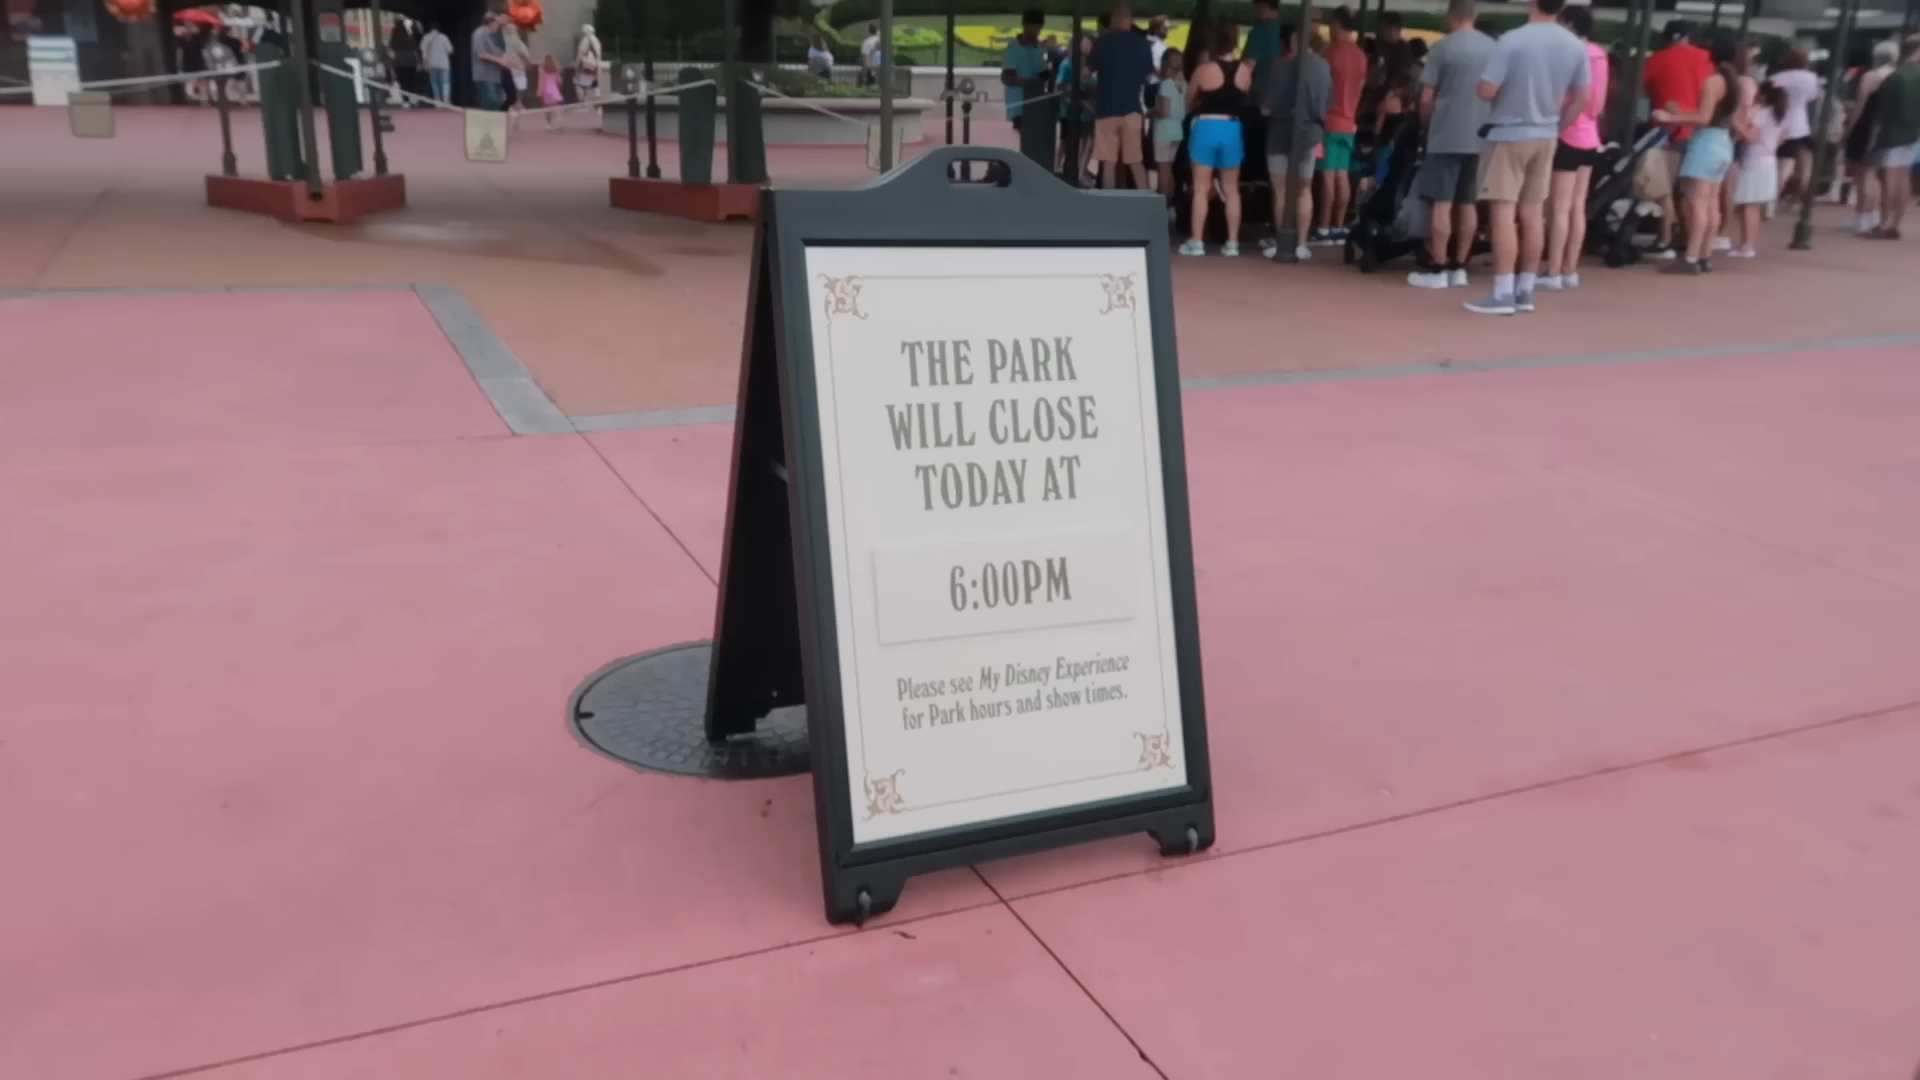 THE PARK
WILL CLOSE
TODAY AT
6:00PM
Please see My Disney Experience
for Park hours and show times.